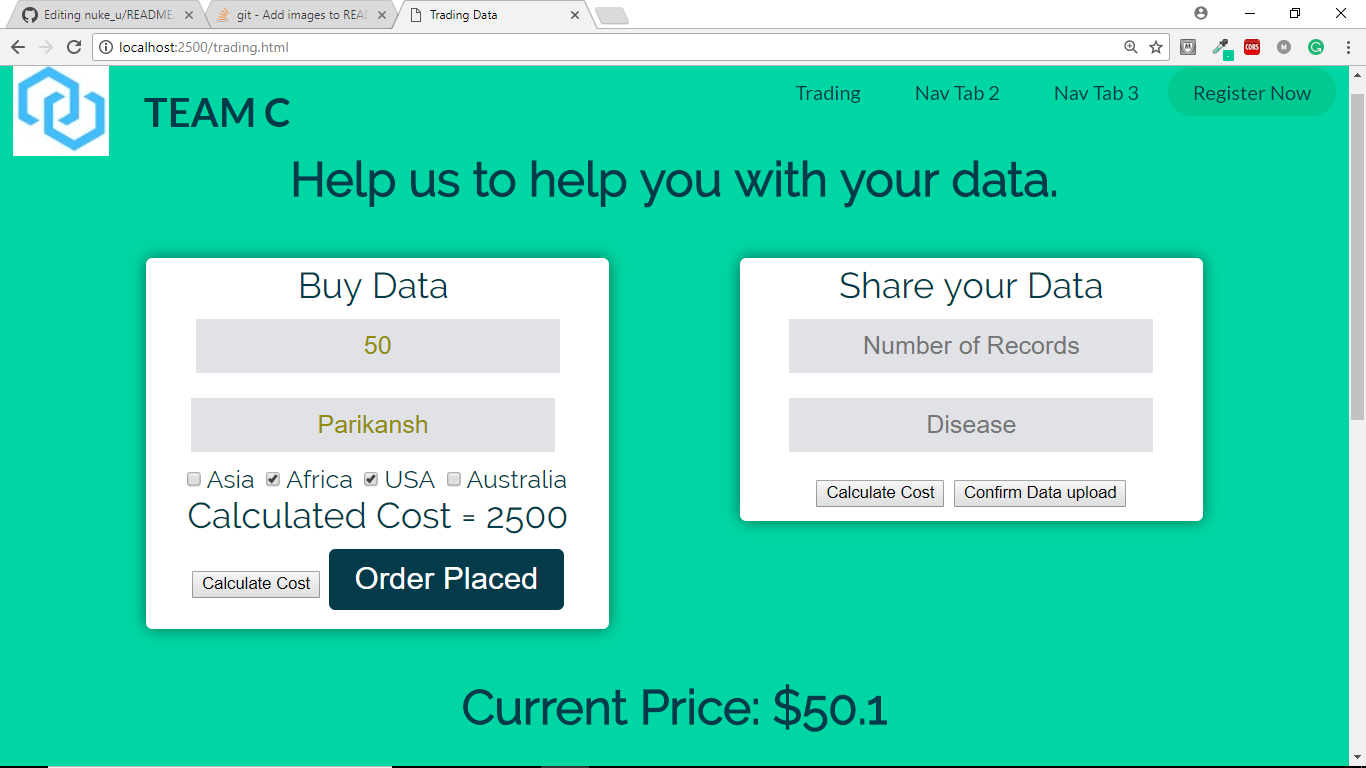 Editing nuke_u/README.
git - Add images to READ
Trading Data
localhost:2500/trading.html
CORS
M
TEAM C
Trading
Nav Tab 2
Nav Tab 3
Register Now
Help us to help you with your data.
Buy Data
50
Parikansh
Asia Africa USA Australia
Calculated Cost = 2500
Calculate Cost
Order Placed
Share your Data
Number of Records
Disease
Calculate Cost
Confirm Data upload
Current Price: $50.1